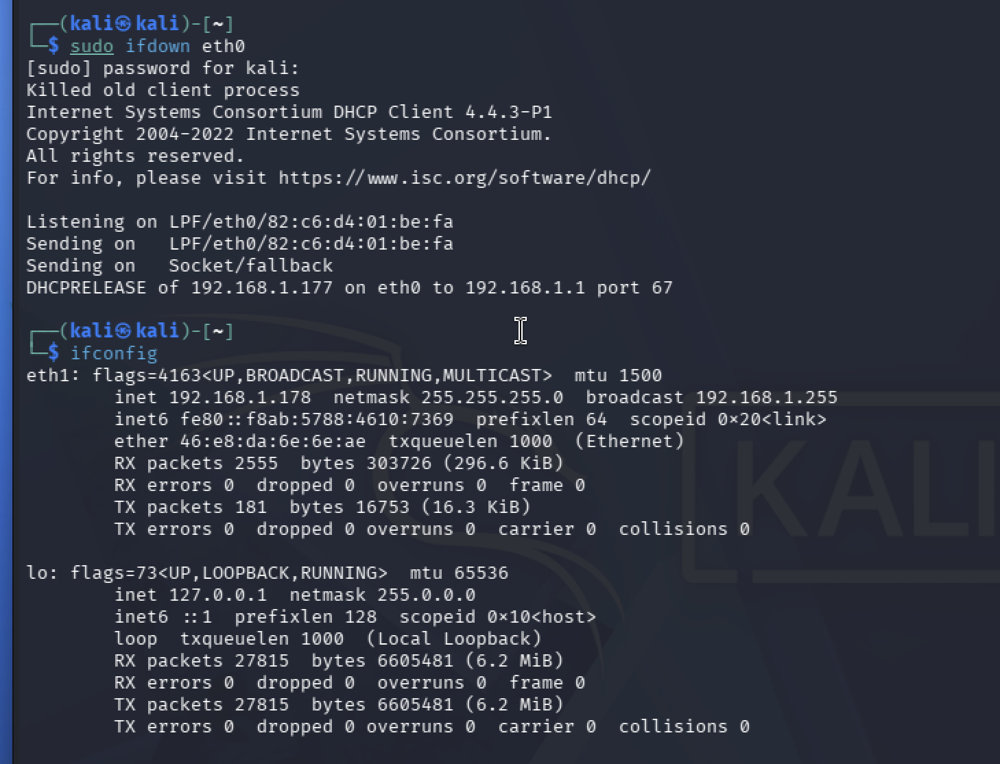 ┌──(kali㉿kali)-[~]
└─$ sudo ifdown eth0
[sudo] password for kali:
Killed old client process
Internet Systems Consortium DHCP Client 4.4.3-P1
Copyright 2004-2022 Internet Systems Consortium.
All rights reserved.
For info, please visit https://www.isc.org/software/dhcp/

Listening on LPF/eth0/82:c6:d4:01:be:fa
Sending on   LPF/eth0/82:c6:d4:01:be:fa
Sending on   Socket/fallback
DHCPRELEASE of 192.168.1.177 on eth0 to 192.168.1.1 port 67

┌──(kali㉿kali)-[~]
└─$ ifconfig
eth1: flags=4163<UP,BROADCAST,RUNNING,MULTICAST>  mtu 1500
        inet 192.168.1.178  netmask 255.255.255.0  broadcast 192.168.1.255
        inet6 fe80::f8ab:5788:4610:7369  prefixlen 64  scopeid 0x20<link>
        ether 46:e8:da:6e:6e:ae  txqueuelen 1000  (Ethernet)
        RX packets 2555  bytes 303726 (296.6 KiB)
        RX errors 0  dropped 0  overruns 0  frame 0
        TX packets 181  bytes 16753 (16.3 KiB)
        TX errors 0  dropped 0 overruns 0  carrier 0  collisions 0

lo: flags=73<UP,LOOPBACK,RUNNING>  mtu 65536
        inet 127.0.0.1  netmask 255.0.0.0
        inet6 ::1  prefixlen 128  scopeid 0x10<host>
        loop  txqueuelen 1000  (Local Loopback)
        RX packets 27815  bytes 6605481 (6.2 MiB)
        RX errors 0  dropped 0  overruns 0  frame 0
        TX packets 27815  bytes 6605481 (6.2 MiB)
        TX errors 0  dropped 0 overruns 0  carrier 0  collisions 0
KALI